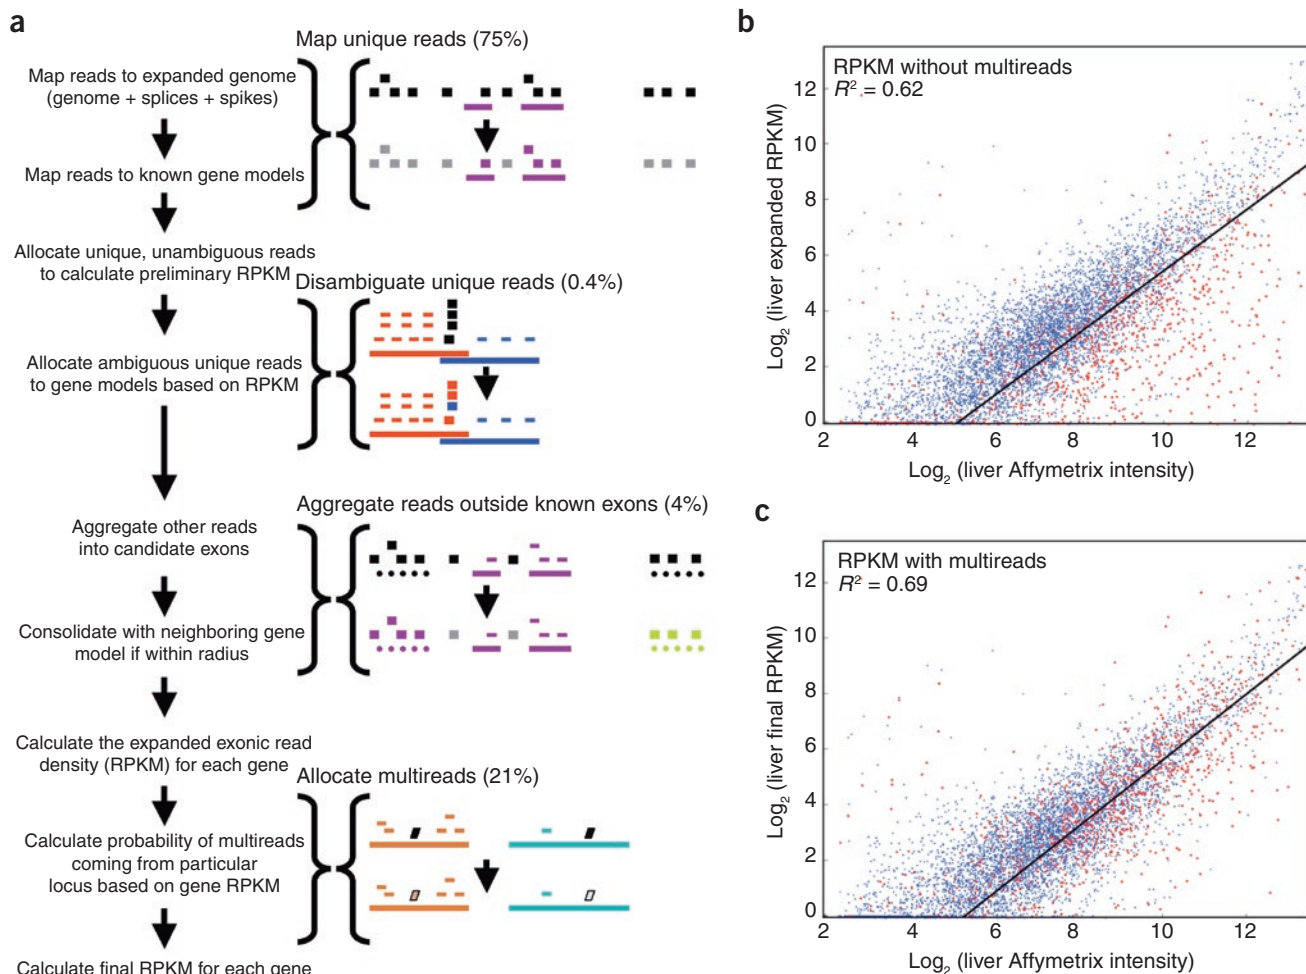 a
Map unique reads (75%)
Map reads to expanded genome
(genome + splices + spikes)
Map reads to known gene models
Allocate unique, unambiguous reads
to calculate preliminary RPKM
Disambiguate unique reads (0.4%)
Allocate ambiguous unique reads
to gene models based on RPKM
Aggregate reads outside known exons (4%)
Aggregate other reads
into candidate exons
Consolidate with neighboring gene
model if within radius
Calculate the expanded exonic read
density (RPKM) for each gene
Allocate multireads (21%)
Calculate probability of multireads
coming from particular
locus based on gene RPKM
Calculate final RPKM for each gene
b
RPKM without multireads
R² = 0.62
Log₂ (liver expanded RPKM)
12
10
8
6
4
2
0
2 4 6 8 10 12
Log₂ (liver Affymetrix intensity)
c
RPKM with multireads
R² = 0.69
Log₂ (liver final RPKM)
12
10
8
6
4
2
0
2 4 6 8 10 12
Log₂ (liver Affymetrix intensity)